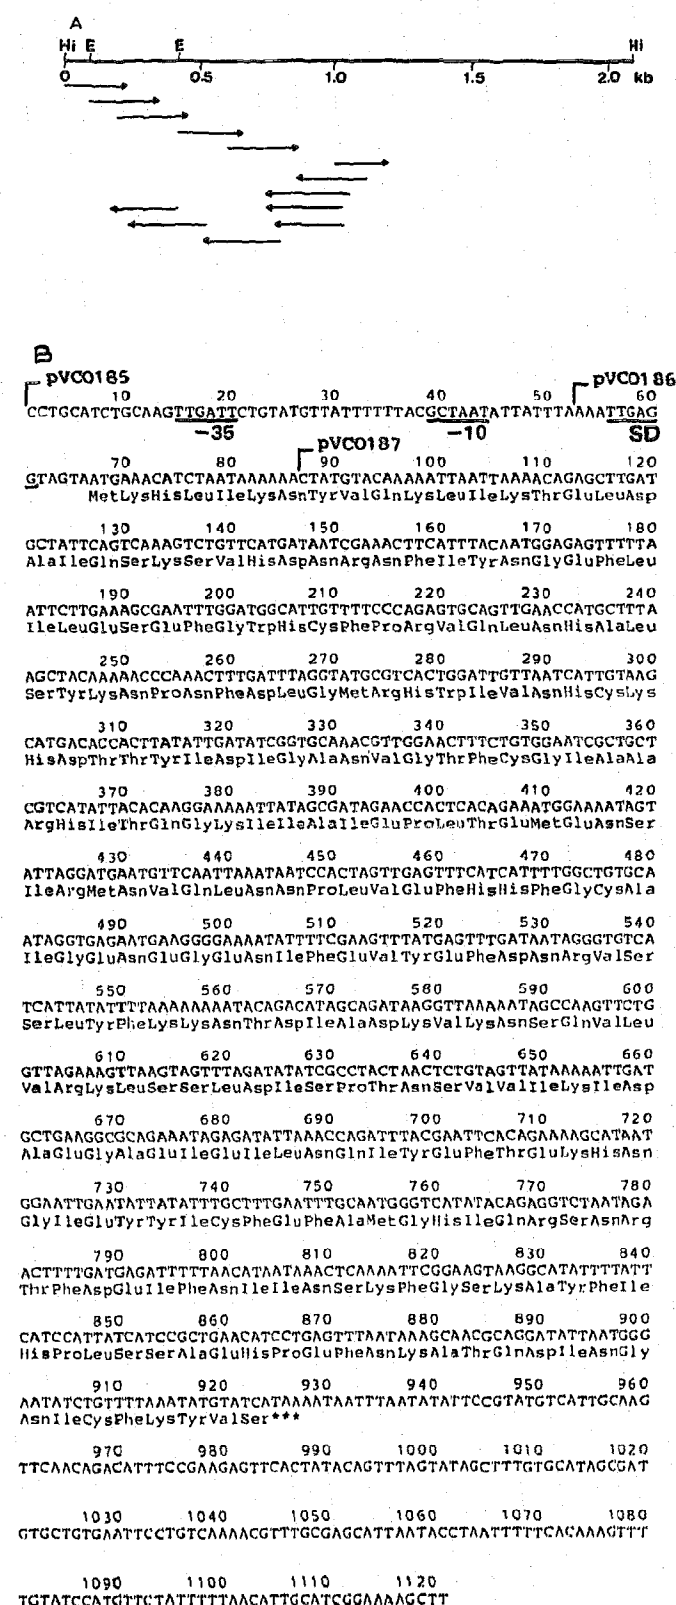 A
Hi E E Hi
0 0.5 1.0 1.5 2.0 kb
B
pVC0185 pVC0186
10 20 30 40 50 60
CCTGCATCTGCAAGTTGATTCTGTATGTTATTTTTTACGCTAATATTATTTAAAATTGAG
-35 -10 SD
pVC0187
70 80 90 100 110 120
GTAGTAATGAAACATCTAATAAAAAACTATGTACAAAAATTAATTAAAACAGAGCTTGAT
MetLysHisLeuIleLysAsnTyrValGlnLysLeuIleLysThrGluLeuAsp
130 140 150 160 170 180
GCTATTCAGTCAAAGTCTGTTCATGATAATCGAAACTTCATTTACAATGGAGAGTTTTTA
AlaIleGlnSerLysSerValHisAspAsnArgAsnPheIleTyrAsnGlyGluPheLeu
190 200 210 220 230 240
ATTCTTGAAAGCGAATTTGGATGGCATTGTTTTCCCAGAGTGCAGTTGAACCATGCTTTA
IleLeuGluSerGluPheGlyTrpHisCysPheProArgValGlnLeuAsnHisAlaLeu
250 260 270 280 290 300
AGCTACAAAAACCCAAACTTTGATTTAGGTATGCGTCACTGGATTGTTAATCATTGTAAG
SerTyrLysAsnProAsnPheAspLeuGlyMetArgHisTrpIleValAsnHisCysLys
310 320 330 340 350 360
CATGACACCACTTATATTGATATCGGTGCAAACGTTGGAACTTTCTGTGGAATCGCTGCT
HisAspThrThrTyrIleAspIleGlyAlaAsnValGlyThrPheCysGlyIleAlaAla
370 380 390 400 410 420
CGTCATATTACACAAGGAAAAATTATAGCGATAGAACCACTCACAGAAATGGAAAATAGT
ArgHisIleThrGlnGlyLysIleIleAlaIleGluProLeuThrGluMetGluAsnSer
430 440 450 460 470 480
ATTAGGATGAATGTTCAATTAAATAATCCACTAGTTGAGTTTCATCATTTTGGCTGTGCA
IleArgMetAsnValGlnLeuAsnAsnProLeuValGluPheHisHisPheGlyCysAla
490 500 510 520 530 540
ATAGGTGAGAATGAAGGGGAAAATATTTTCGAAGTTTATGAGTTTGATAATAGGGTGTCA
IleGlyGluAsnGluGlyGluAsnIlePheGluValTyrGluPheAspAsnArgValSer
550 560 570 580 590 600
TCATTATATTTTAAAAAAAATACAGACATAGCAGATAAGGTTAAAAATAGCCAAGTTCTG
SerLeuTyrPheLysLysAsnThrAspIleAlaAspLysValLysAsnSerGlnValLeu
610 620 630 640 650 660
GTTAGAAAGTTAAGTAGTTTAGATATATCGCCTACTAACTCTGTAGTTATAAAAATTGAT
ValArgLysLeuSerSerLeuAspIleSerProThrAsnSerValValIleLysIleAsp
670 680 690 700 710 720
GCTGAAGGCGCAGAAATAGAGATATTAAACCAGATTTACGAATTCACAGAAAAGCATAAT
AlaGluGlyAlaGluIleGluIleLeuAsnGlnIleTyrGluPheThrGluLysHisAsn
730 740 750 760 770 780
GGAATTGAATATTATATTTGCTTTGAATTTGCAATGGGTCATATACAGAGGTCTAATAGA
GlyIleGluTyrTyrIleCysPheGluPheAlaMetGlyHisIleGlnArgSerAsnArg
790 800 810 820 830 840
ACTTTTGATGAGATTTTTAACATAATAAACTCAAAATTCGGAAGTAAGGCATATTTTATT
ThrPheAspGluIlePheAsnIleIleAsnSerLysPheGlySerLysAlaTyrPheIle
850 860 870 880 890 900
CATCCATTATCATCCGCTGAACATCCTGAGTTTAATAAAGCAACGCAGGATATTAATGGG
HisProLeuSerSerAlaGluHisProGluPheAsnLysAlaThrGlnAspIleAsnGly
910 920 930 940 950 960
AATATCTGTTTTAAATATGTATCATAAAATAATTTAATATATTCCGTATGTCATTGCAAG
AsnIleCysPheLysTyrValSer***
970 980 990 1000 1010 1020
TTCAACAGACATTTCCGAAGAGTTCACTATACAGTTTAGTATAGCTTTGTGCATAGCGAT
1030 1040 1050 1060 1070 1080
GTGCTGTGAATTCCTGTCAAAACGTTTGCGAGCATTAATACCTAATTTTTCACAAAGTTT
1090 1100 1110 1120
TGTATCCATGTTCTATTTTTAACATTGCATCGGAAAAGCTT